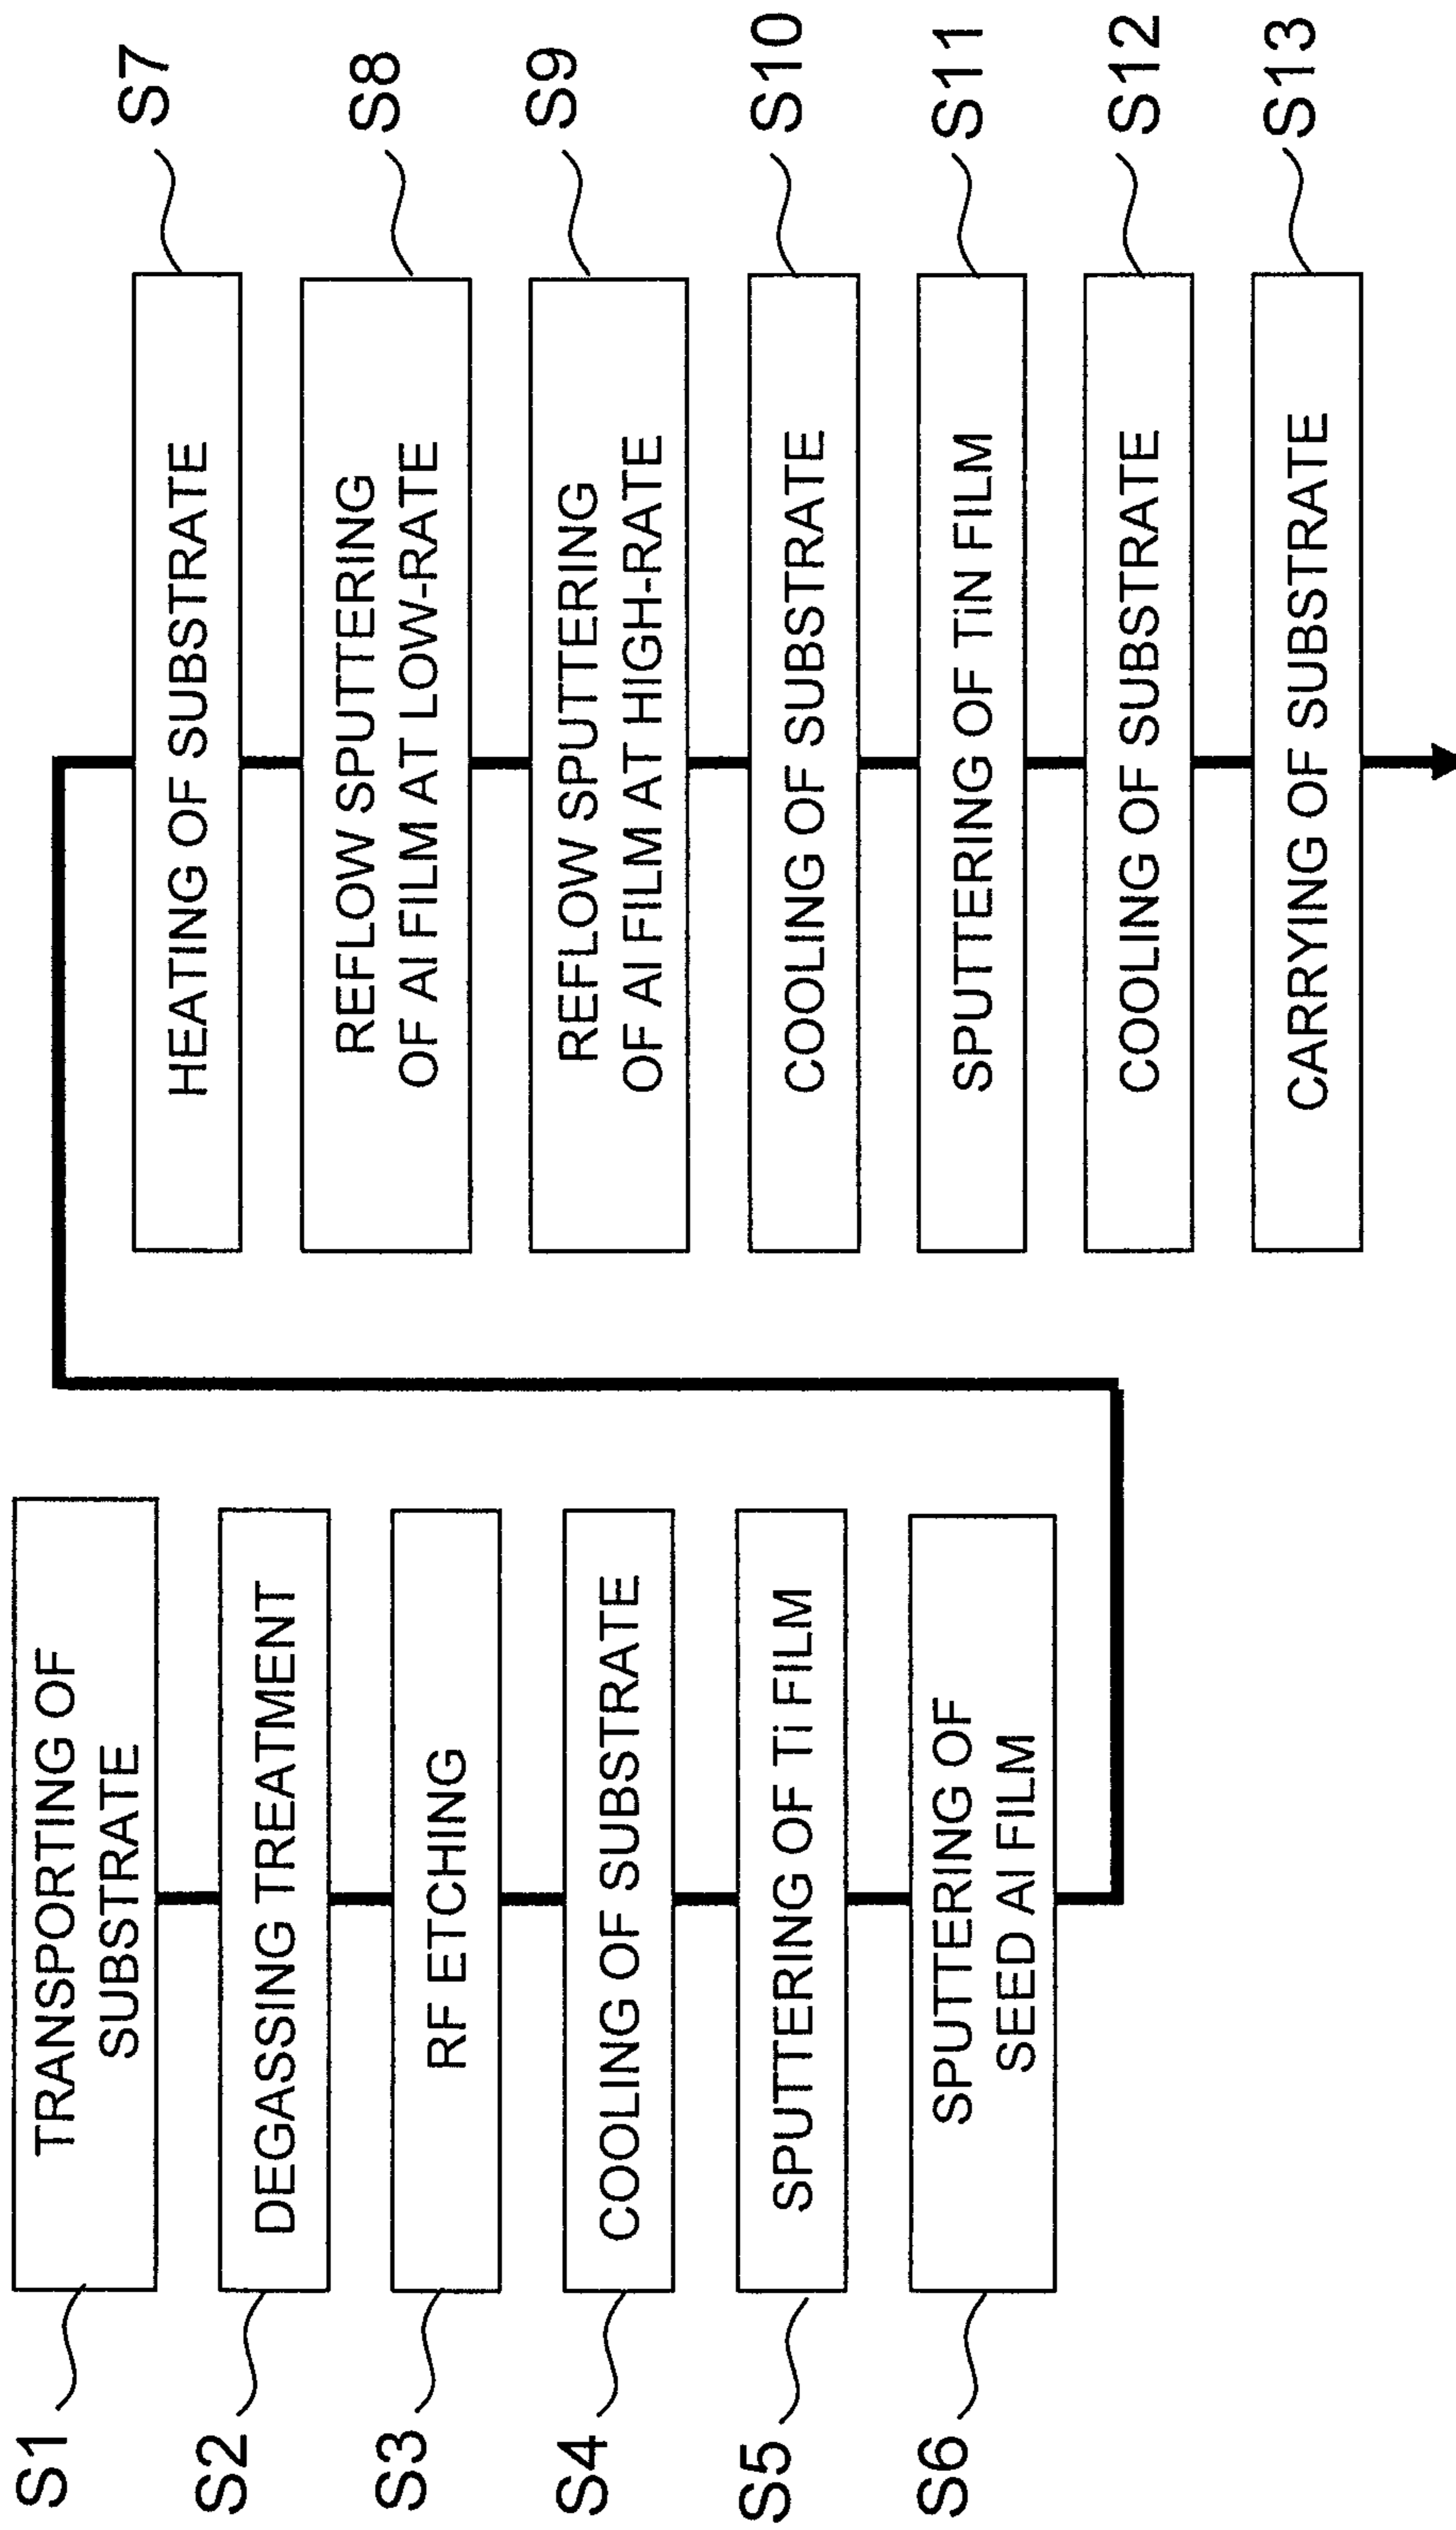 S1
TRANSPORTING OF
SUBSTRATE
S2
DEGASSING TREATMENT
S3
RF ETCHING
S4
COOLING OF SUBSTRATE
S5
SPUTTERING OF Ti FILM
S6
SPUTTERING OF
SEED Al FILM
HEATING OF SUBSTRATE
S7
REFLOW SPUTTERING
OF Al FILM AT LOW-RATE
S8
REFLOW SPUTTERING
OF Al FILM AT HIGH-RATE
S9
COOLING OF SUBSTRATE
S10
SPUTTERING OF TiN FILM
S11
COOLING OF SUBSTRATE
S12
CARRYING OF SUBSTRATE
S13